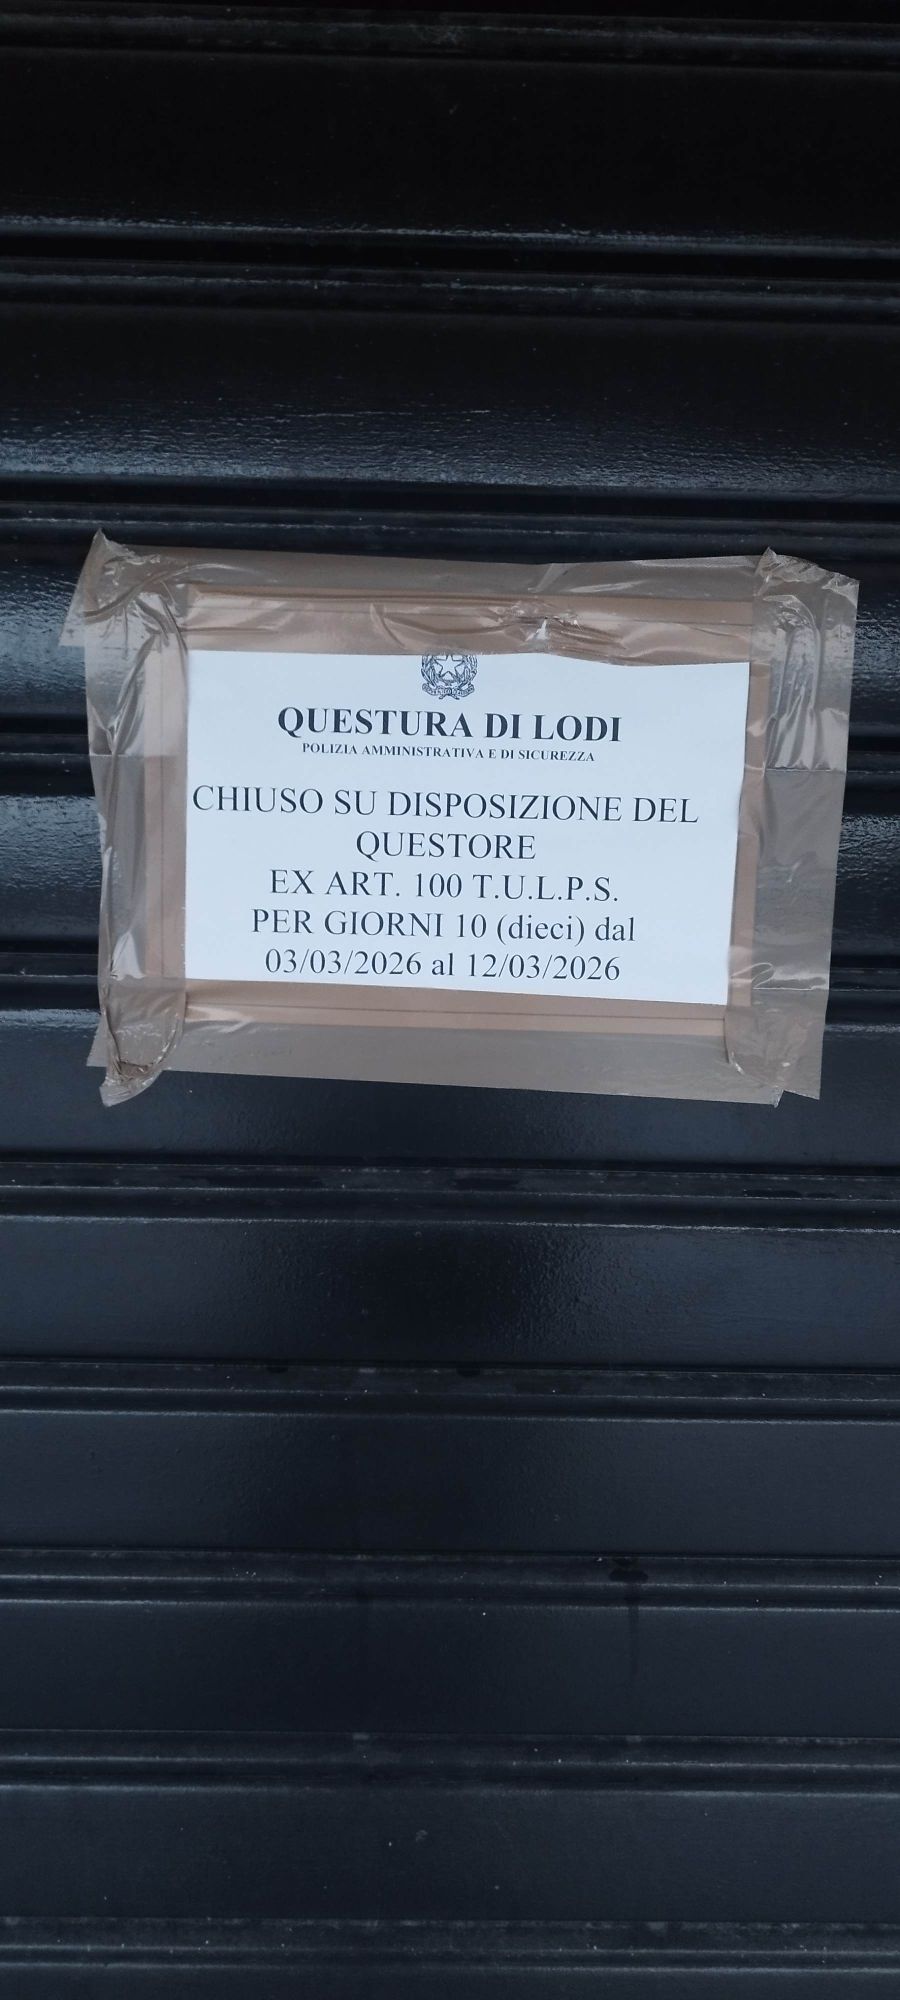 QUESTURA DI LODI
POLIZIA AMMINISTRATIVA E DI SICUREZZA
CHIUSO SU DISPOSIZIONE DEL
QUESTORE
EX ART. 100 T.U.L.P.S.
PER GIORNI 10 (dieci) dal
03/03/2026 al 12/03/2026